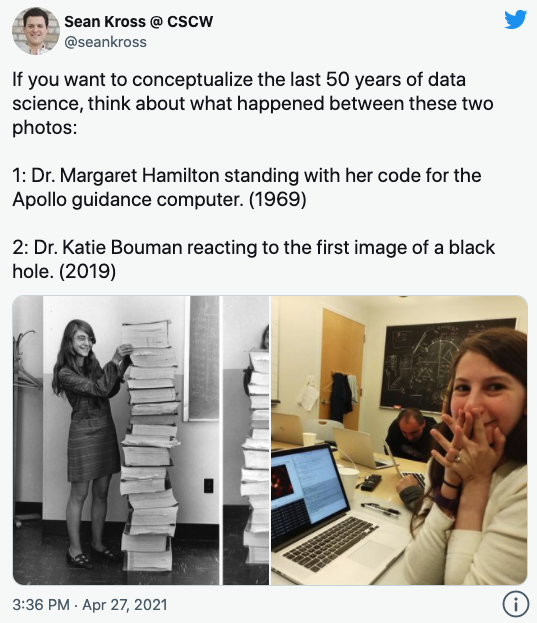 Sean Kross @ CSCW
@seankross
If you want to conceptualize the last 50 years of data
science, think about what happened between these two
photos:
1: Dr. Margaret Hamilton standing with her code for the
Apollo guidance computer. (1969)
2: Dr. Katie Bouman reacting to the first image of a black
hole. (2019)
3:36 PM · Apr 27, 2021